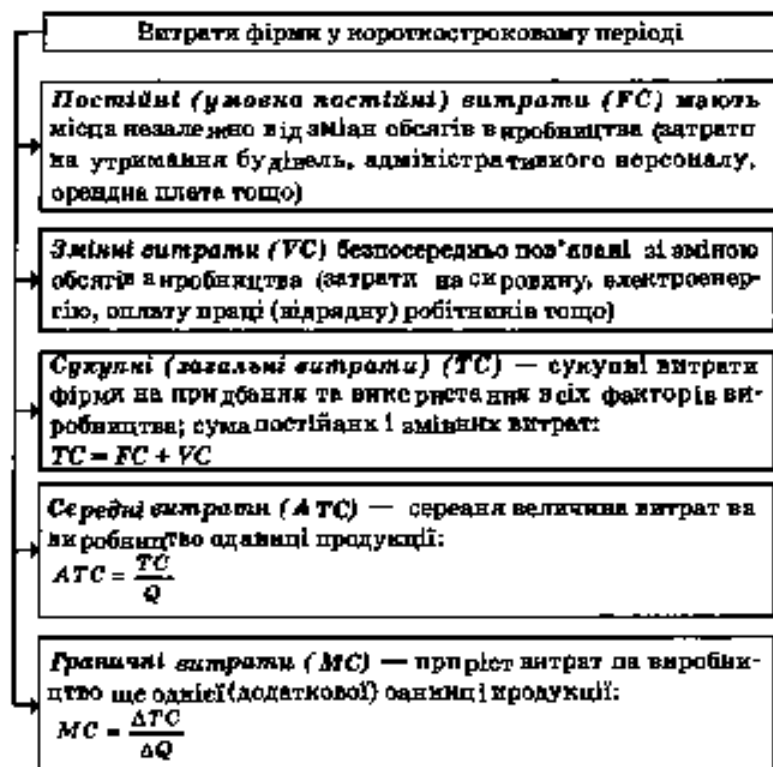 Витрати фірми у короткостроковому періоді
Постійні (умовно постійні) витрати (FC) мають
місце незалежно від змін обсягів виробництва (затрати
на утримання будівель, адміністративного персоналу,
орендна плата тощо)
Змінні витрати (VC) безпосередньо пов'язані зі зміною
обсягів виробництва (затрати на сировину, електроенер-
гію, оплату праці (відрядну) робітників тощо)
Сукупні (загальні витрати) (TC) — сукупні витрати
фірми на придбання та використання всіх факторів ви-
робництва; сума постійних і змінних витрат:
TC = FC + VC
Середні витрати (ATC) — середня величина витрат на
виробництво одиниці продукції:
ATC = TC / Q
Граничні витрати (MC) — приріст витрат на виробни-
цтво ще однієї (додаткової) одиниці продукції:
MC = ΔTC / ΔQ